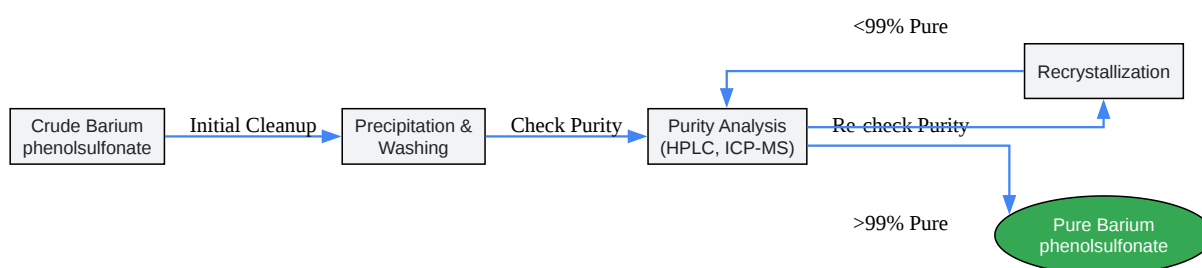 <99% Pure
Recrystallization
Crude Barium
phenolsulfonate
Initial Cleanup
Precipitation &
Washing
Check Purity
Purity Analysis
(HPLC, ICP-MS)
Re-check Purity
>99% Pure
Pure Barium
phenolsulfonate